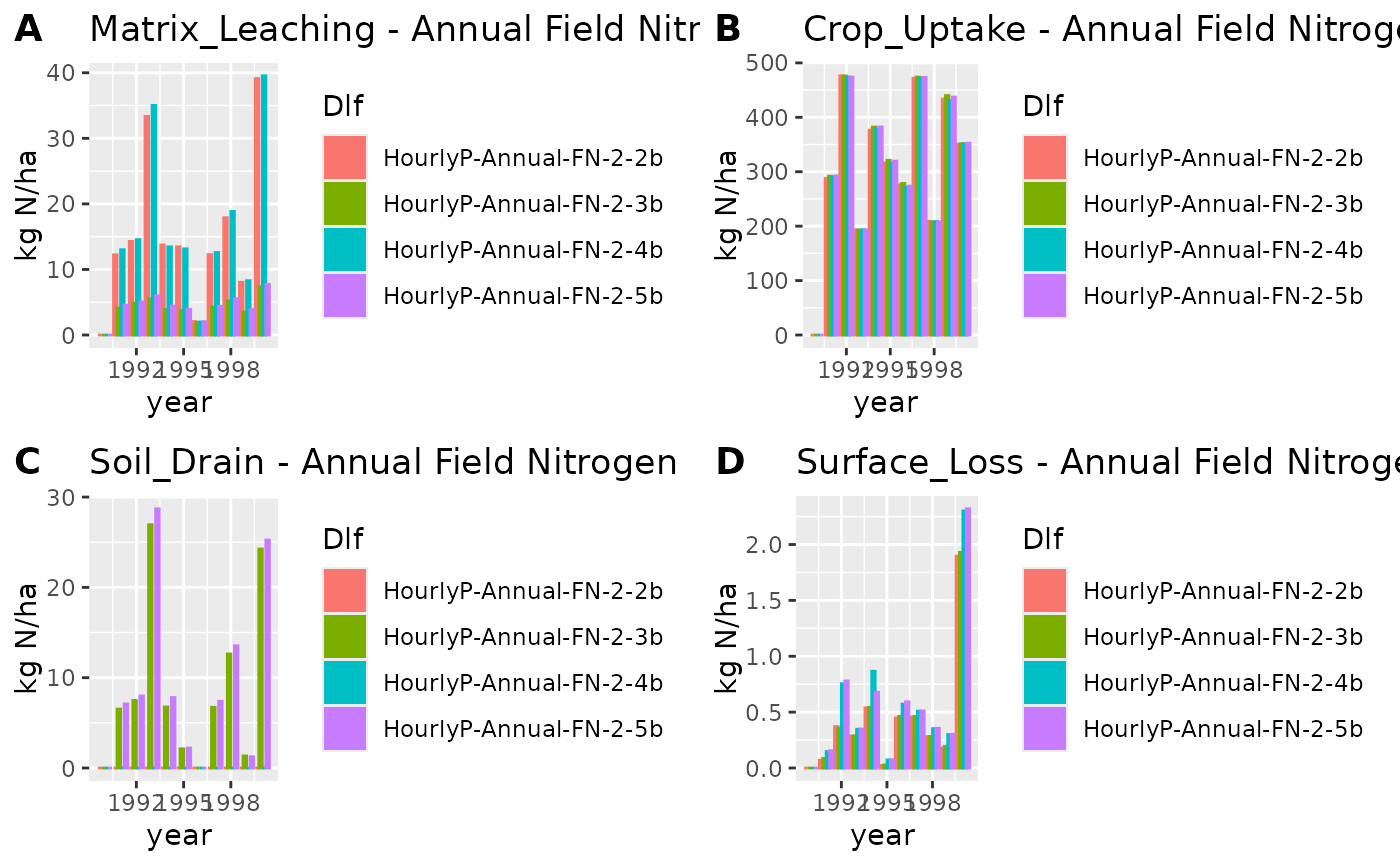 A Matrix_Leaching - Annual Field Nitr
kg N/ha
40
30
20
10
0
1992 1995 1998
year
Dlf
HourlyP-Annual-FN-2-2b
HourlyP-Annual-FN-2-3b
HourlyP-Annual-FN-2-4b
HourlyP-Annual-FN-2-5b
B Crop_Uptake - Annual Field Nitroge
kg N/ha
500
400
300
200
100
0
1992 1995 1998
year
Dlf
HourlyP-Annual-FN-2-2b
HourlyP-Annual-FN-2-3b
HourlyP-Annual-FN-2-4b
HourlyP-Annual-FN-2-5b
C Soil_Drain - Annual Field Nitrogen
kg N/ha
30
20
10
0
1992 1995 1998
year
Dlf
HourlyP-Annual-FN-2-2b
HourlyP-Annual-FN-2-3b
HourlyP-Annual-FN-2-4b
HourlyP-Annual-FN-2-5b
D Surface_Loss - Annual Field Nitroge
kg N/ha
2.0
1.5
1.0
0.5
0.0
1992 1995 1998
year
Dlf
HourlyP-Annual-FN-2-2b
HourlyP-Annual-FN-2-3b
HourlyP-Annual-FN-2-4b
HourlyP-Annual-FN-2-5b